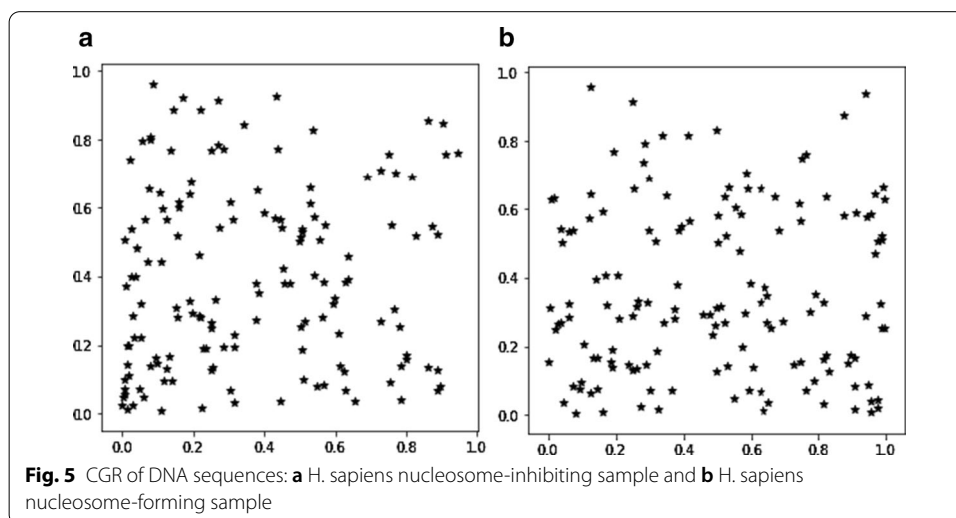 a
b
1.0
0.8
0.6
0.4
0.2
0.0
0.0 0.2 0.4 0.6 0.8 1.0
1.0
0.8
0.6
0.4
0.2
0.0
0.0 0.2 0.4 0.6 0.8 1.0
Fig. 5 CGR of DNA sequences: a H. sapiens nucleosome-inhibiting sample and b H. sapiens
nucleosome-forming sample